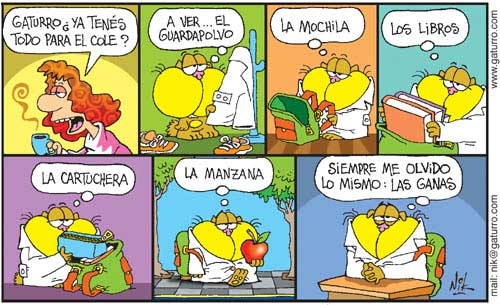 GATURRO¿YA TENÉS
TODO PARA EL COLE?
A VER...EL
GUARDAPOLVO
LA MOCHILA
LOS LIBROS
www.gaturro.com
LA CARTUCHERA
LA MANZANA
SIEMPRE ME OLVIDO
LO MISMO: LAS GANAS
NIK
mail: nik@gaturro.com